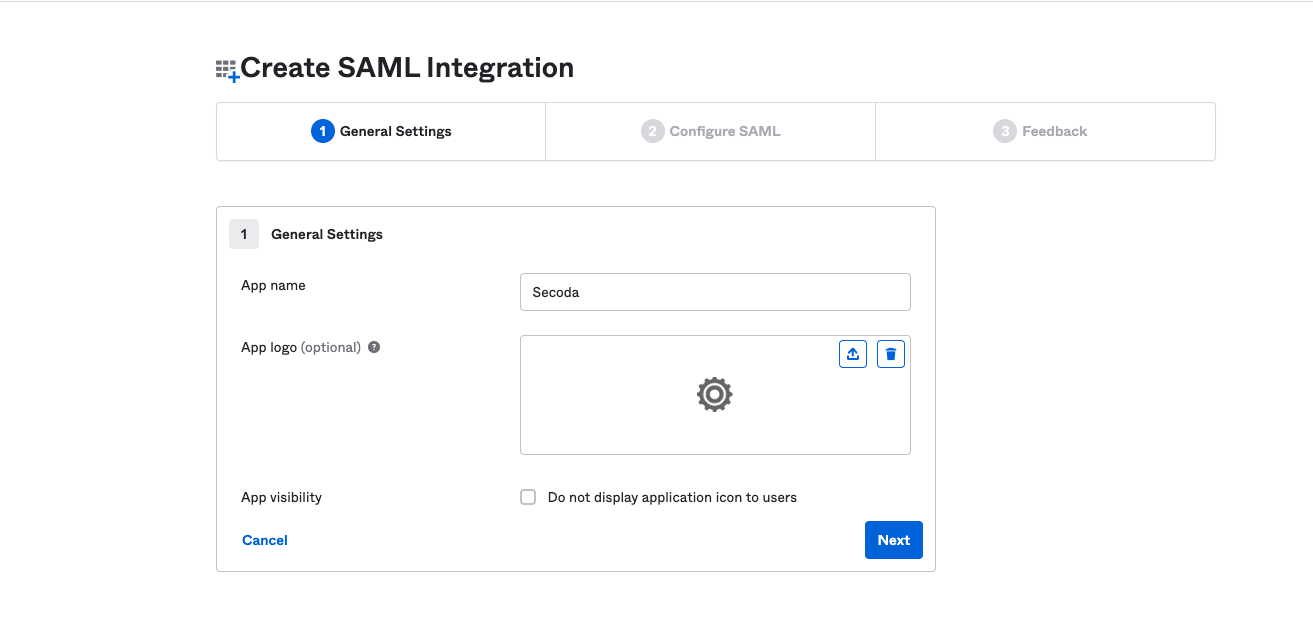 Create SAML Integration
1 General Settings
2 Configure SAML
3 Feedback
1 General Settings
App name
Secoda
App logo (optional) ?
App visibility
Do not display application icon to users
Cancel
Next